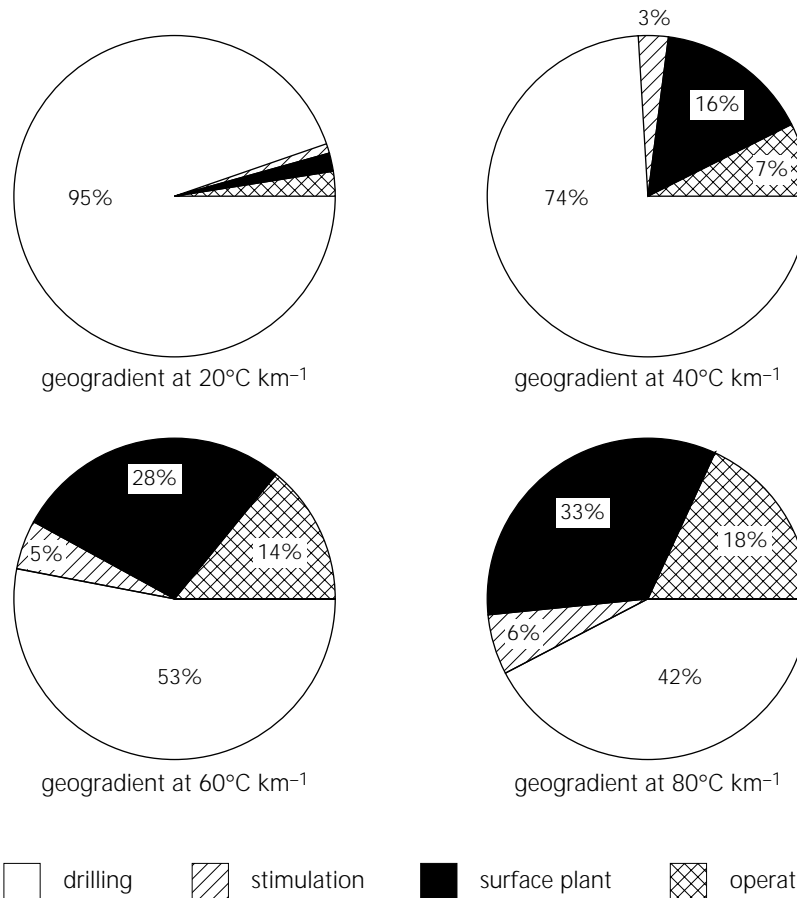 3%
16%
95%
74%
7%
geogradient at 20°C km⁻¹
geogradient at 40°C km⁻¹
28%
33%
5%
14%
18%
6%
53%
42%
geogradient at 60°C km⁻¹
geogradient at 80°C km⁻¹
drilling
stimulation
surface plant
operat